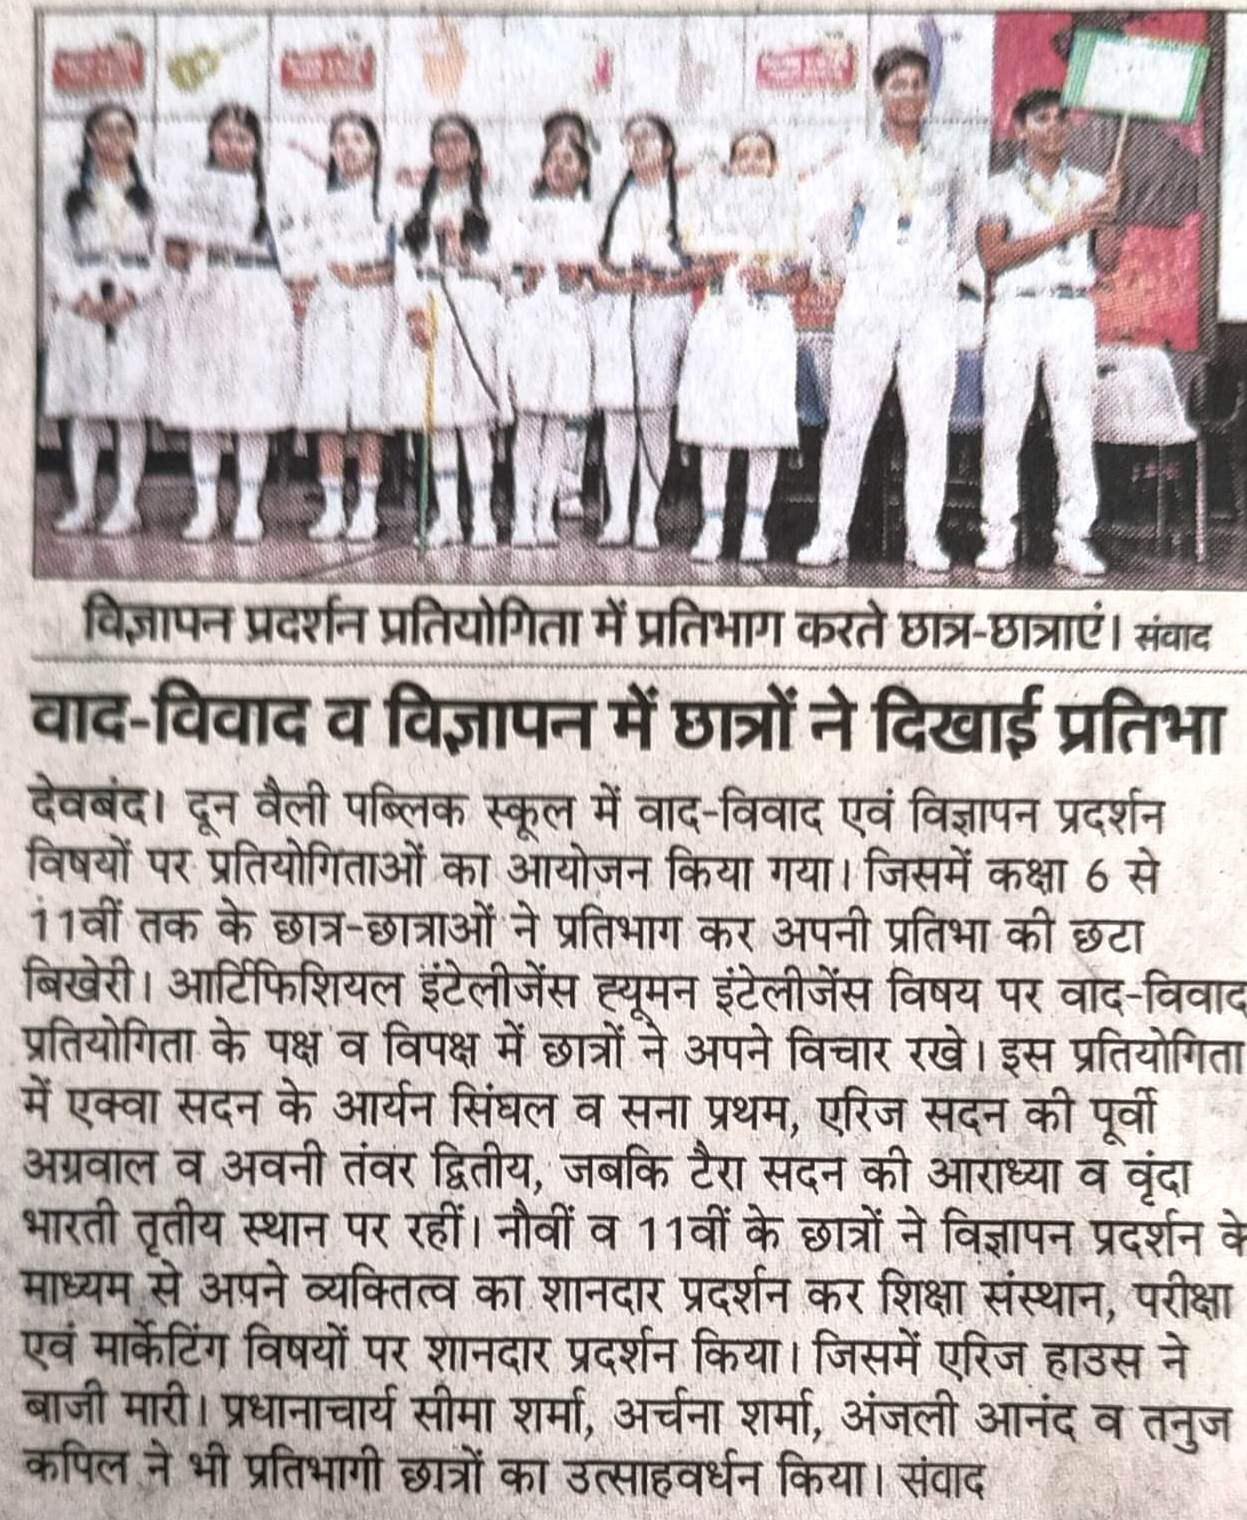 विज्ञापन प्रदर्शन प्रतियोगिता में प्रतिभाग करते छात्र-छात्राएं। संवाद
वाद-विवाद व विज्ञापन में छात्रों ने दिखाई प्रतिभा
देवबंद। दून वैली पब्लिक स्कूल में वाद-विवाद एवं विज्ञापन प्रदर्शन
विषयों पर प्रतियोगिताओं का आयोजन किया गया। जिसमें कक्षा 6 से
11वीं तक के छात्र-छात्राओं ने प्रतिभाग कर अपनी प्रतिभा की छटा
बिखेरी। आर्टिफिशियल इंटेलीजेंस ह्यूमन इंटेलीजेंस विषय पर वाद-विवाद
प्रतियोगिता के पक्ष व विपक्ष में छात्रों ने अपने विचार रखे। इस प्रतियोगिता
में एक्वा सदन के आर्यन सिंघल व सना प्रथम, एरिज सदन की पूर्वी
अग्रवाल व अवनी तंवर द्वितीय, जबकि टैरा सदन की आराध्या व वृंदा
भारती तृतीय स्थान पर रहीं। नौवीं व 11वीं के छात्रों ने विज्ञापन प्रदर्शन के
माध्यम से अपने व्यक्तित्व का शानदार प्रदर्शन कर शिक्षा संस्थान, परीक्षा
एवं मार्केटिंग विषयों पर शानदार प्रदर्शन किया। जिसमें एरिज हाउस ने
बाजी मारी। प्रधानाचार्य सीमा शर्मा, अर्चना शर्मा, अंजली आनंद व तनुज
कपिल ने भी प्रतिभागी छात्रों का उत्साहवर्धन किया। संवाद